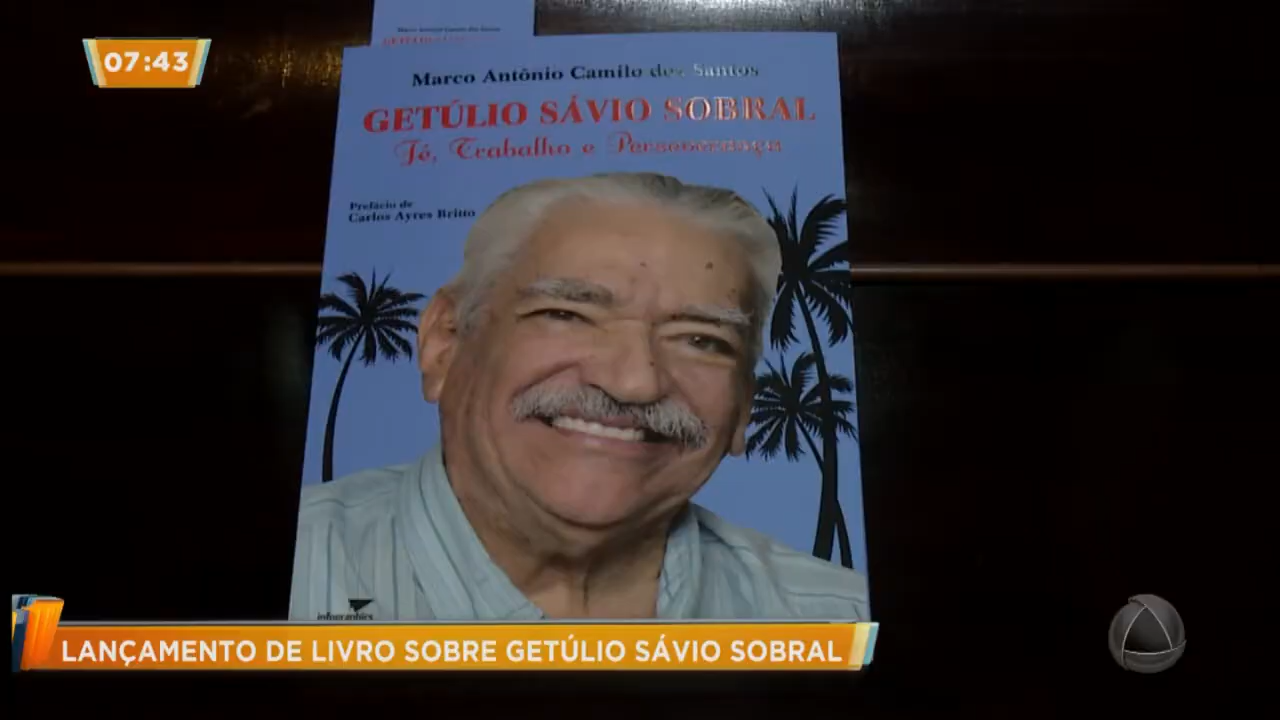 07:43
Marco Antônio Camilo dos Santos
GETÚLIO SÁVIO SOBRAL
Fé, Trabalho e Perseverança
Prefácio de
Carlos Ayres Britto
infographics
LANÇAMENTO DE LIVRO SOBRE GETÚLIO SÁVIO SOBRAL